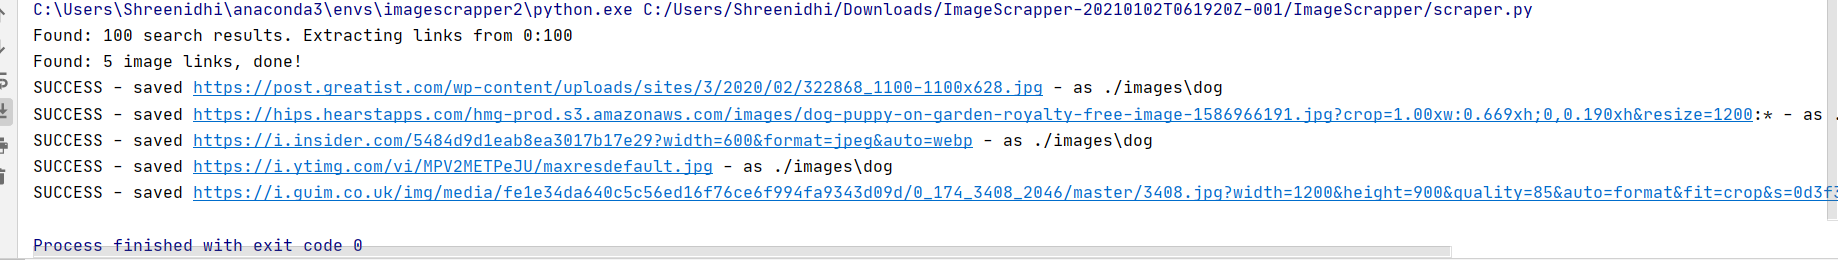 C:\Users\Shreenidhi\anaconda3\envs\imagescrapper2\python.exe C:/Users/Shreenidhi/Downloads/ImageScrapper-20210102T061920Z-001/ImageScrapper/scraper.py
Found: 100 search results. Extracting links from 0:100
Found: 5 image links, done!
SUCCESS - saved https://post.greatist.com/wp-content/uploads/sites/3/2020/02/322868_1100-1100x628.jpg - as ./images\dog
SUCCESS - saved https://hips.hearstapps.com/hmg-prod.s3.amazonaws.com/images/dog-puppy-on-garden-royalty-free-image-1586966191.jpg?crop=1.00xw:0.669xh;0,0.190xh&resize=1200:* - as .
SUCCESS - saved https://i.insider.com/5484d9d1eab8ea3017b17e29?width=600&format=jpeg&auto=webp - as ./images\dog
SUCCESS - saved https://i.ytimg.com/vi/MPV2METPeJU/maxresdefault.jpg - as ./images\dog
SUCCESS - saved https://i.guim.co.uk/img/media/fe1e34da640c5c56ed16f76ce6f994fa9343d09d/0_174_3408_2046/master/3408.jpg?width=1200&height=900&quality=85&auto=format&fit=crop&s=0d3f3
Process finished with exit code 0